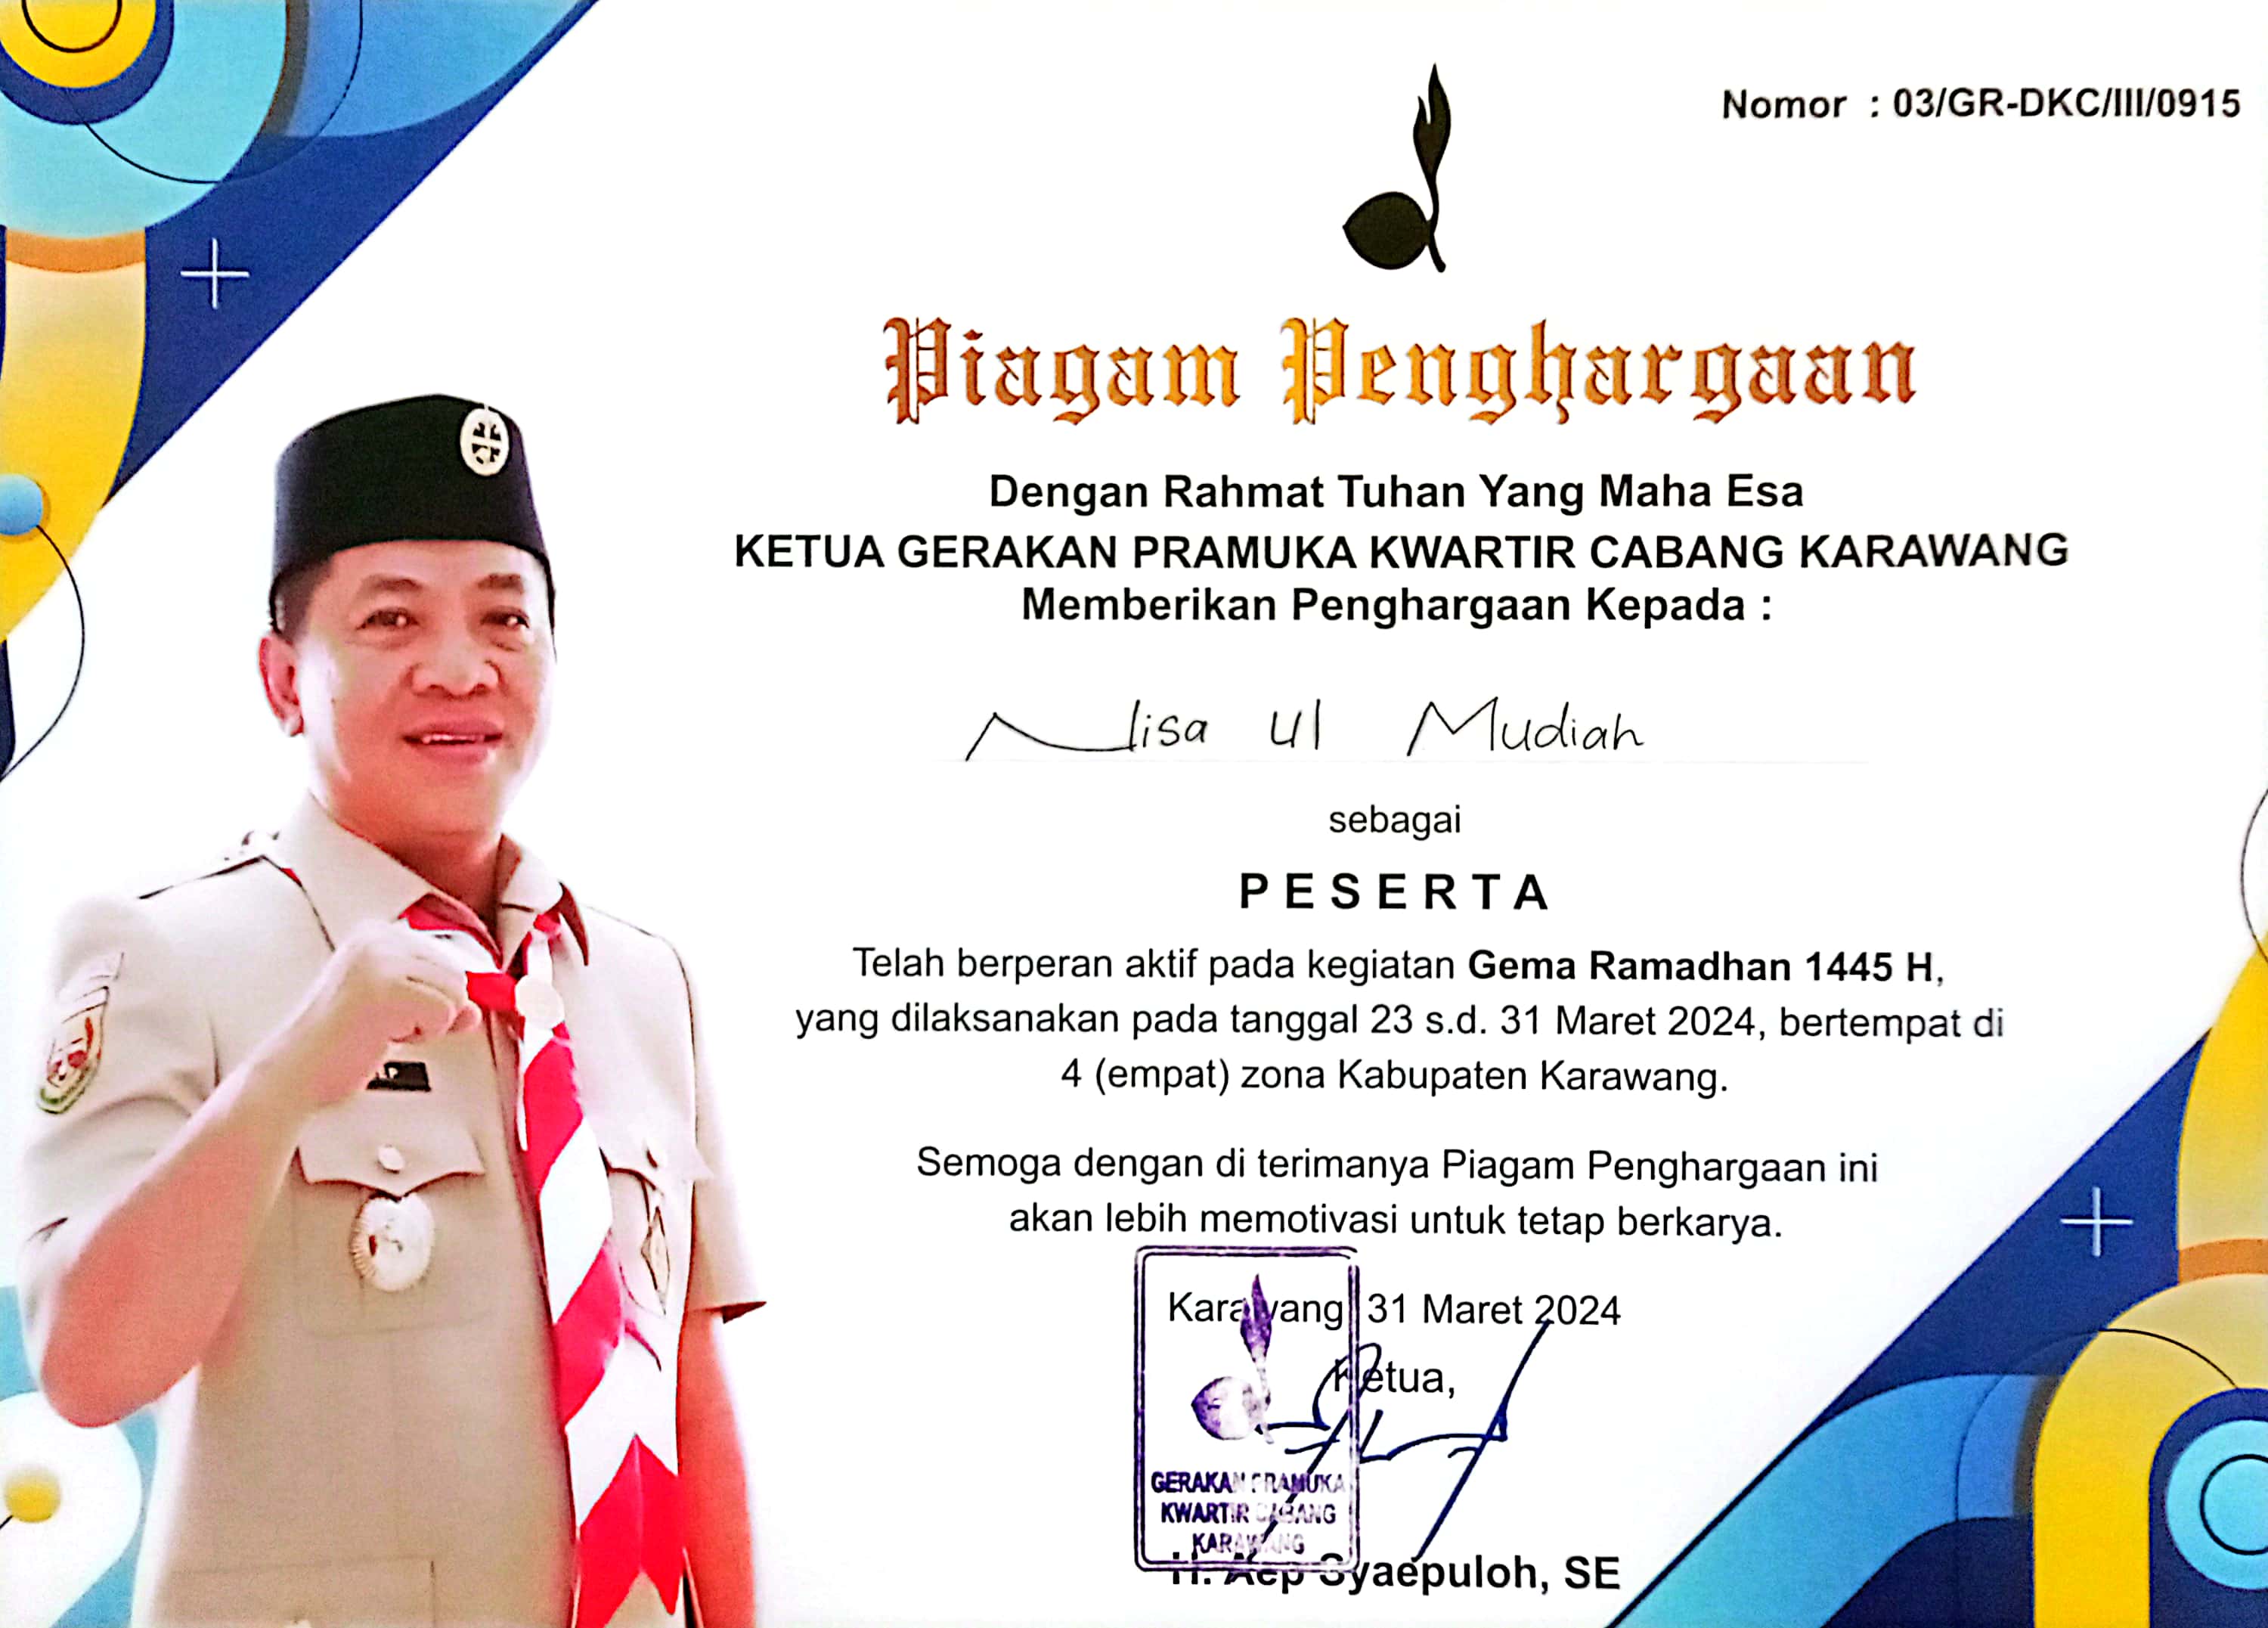 Nomor : 03/GR-DKC/III/0915
Piagam Penghargaan
Dengan Rahmat Tuhan Yang Maha Esa
KETUA GERAKAN PRAMUKA KWARTIR CABANG KARAWANG
Memberikan Penghargaan Kepada :
Nisa ul Mudiah
sebagai
PESERTA
Telah berperan aktif pada kegiatan Gema Ramadhan 1445 H,
yang dilaksanakan pada tanggal 23 s.d. 31 Maret 2024, bertempat di
4 (empat) zona Kabupaten Karawang.
Semoga dengan di terimanya Piagam Penghargaan ini
akan lebih memotivasi untuk tetap berkarya.
Karawang, 31 Maret 2024
Ketua,
GERAKAN PRAMUKA
KWARTIR CABANG
KARAWANG
H. Aep Syaepuloh, SE